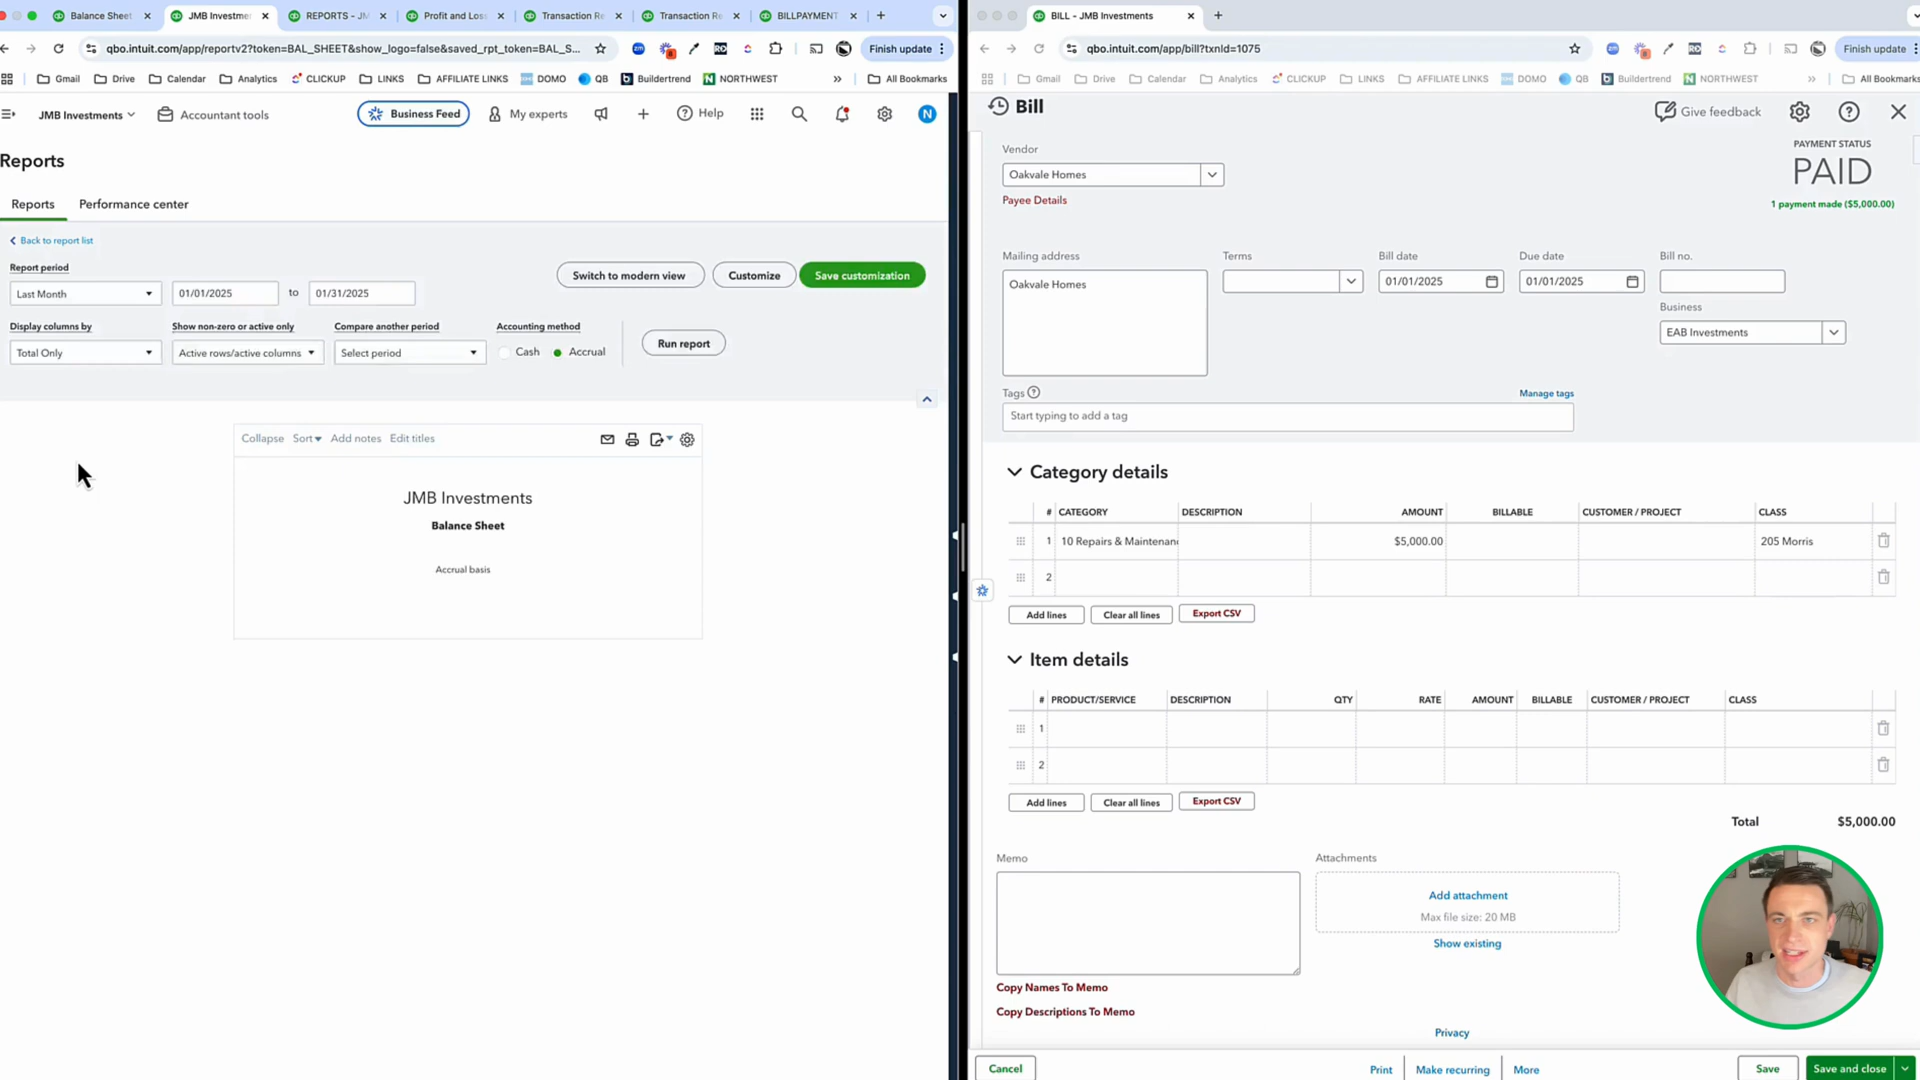 Balance Sheet
JMB Investmen
REPORTS - JM
Profit and Loss
Transaction Re
Transaction Re
BILLPAYMENT
qbo.intuit.com/app/reportv2?token=BAL_SHEET&show_logo=false&saved_rpt_token=BAL_S...
Finish update
Gmail
Drive
Calendar
Analytics
CLICKUP
LINKS
AFFILIATE LINKS
DOMO
QB
Buildertrend
NORTHWEST
»
All Bookmarks
JMB Investments
Accountant tools
Business Feed
My experts
Help
N
Reports
Reports
Performance center
Back to report list
Report period
Last Month
01/01/2025
to
01/31/2025
Switch to modern view
Customize
Save customization
Display columns by
Show non-zero or active only
Compare another period
Accounting method
Total Only
Active rows/active columns
Select period
Cash
Accrual
Run report
Collapse
Sort
Add notes
Edit titles
JMB Investments
Balance Sheet
Accrual basis
BILL - JMB Investments
qbo.intuit.com/app/bill?txnId=1075
Finish update
Gmail
Drive
Calendar
Analytics
CLICKUP
LINKS
AFFILIATE LINKS
DOMO
QB
Buildertrend
NORTHWEST
»
All Bookmarks
Bill
Give feedback
Vendor
Oakvale Homes
Payee Details
PAYMENT STATUS
PAID
1 payment made ($5,000.00)
Mailing address
Terms
Bill date
Due date
Bill no.
Oakvale Homes
01/01/2025
01/01/2025
Business
EAB Investments
Tags
Manage tags
Start typing to add a tag
Category details
# CATEGORY DESCRIPTION AMOUNT BILLABLE CUSTOMER / PROJECT CLASS
1 10 Repairs & Maintenan $5,000.00 205 Morris
2
Add lines
Clear all lines
Export CSV
Item details
# PRODUCT/SERVICE DESCRIPTION QTY RATE AMOUNT BILLABLE CUSTOMER / PROJECT CLASS
1
2
Add lines
Clear all lines
Export CSV
Total $5,000.00
Memo
Attachments
Add attachment
Max file size: 20 MB
Show existing
Copy Names To Memo
Copy Descriptions To Memo
Privacy
Cancel
Print
Make recurring
More
Save
Save and close